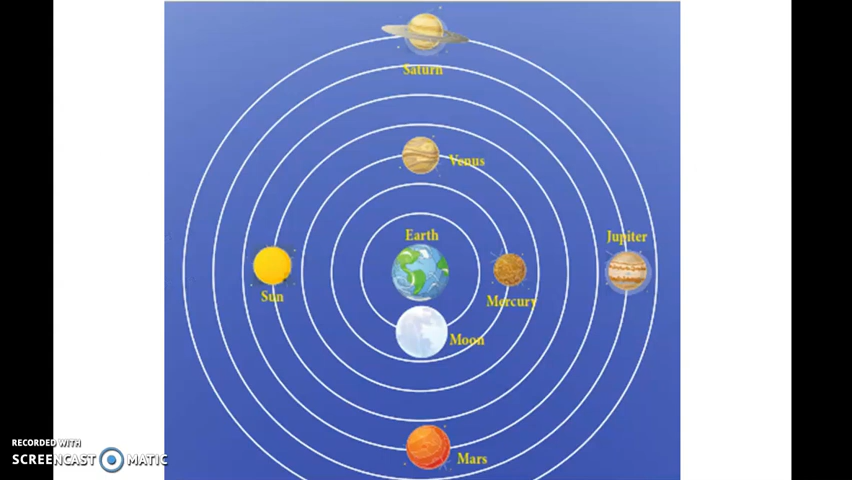 Saturn
Venus
Earth
Jupiter
Sun
Mercury
Moon
Mars
RECORDED WITH
SCREENCAST MATIC